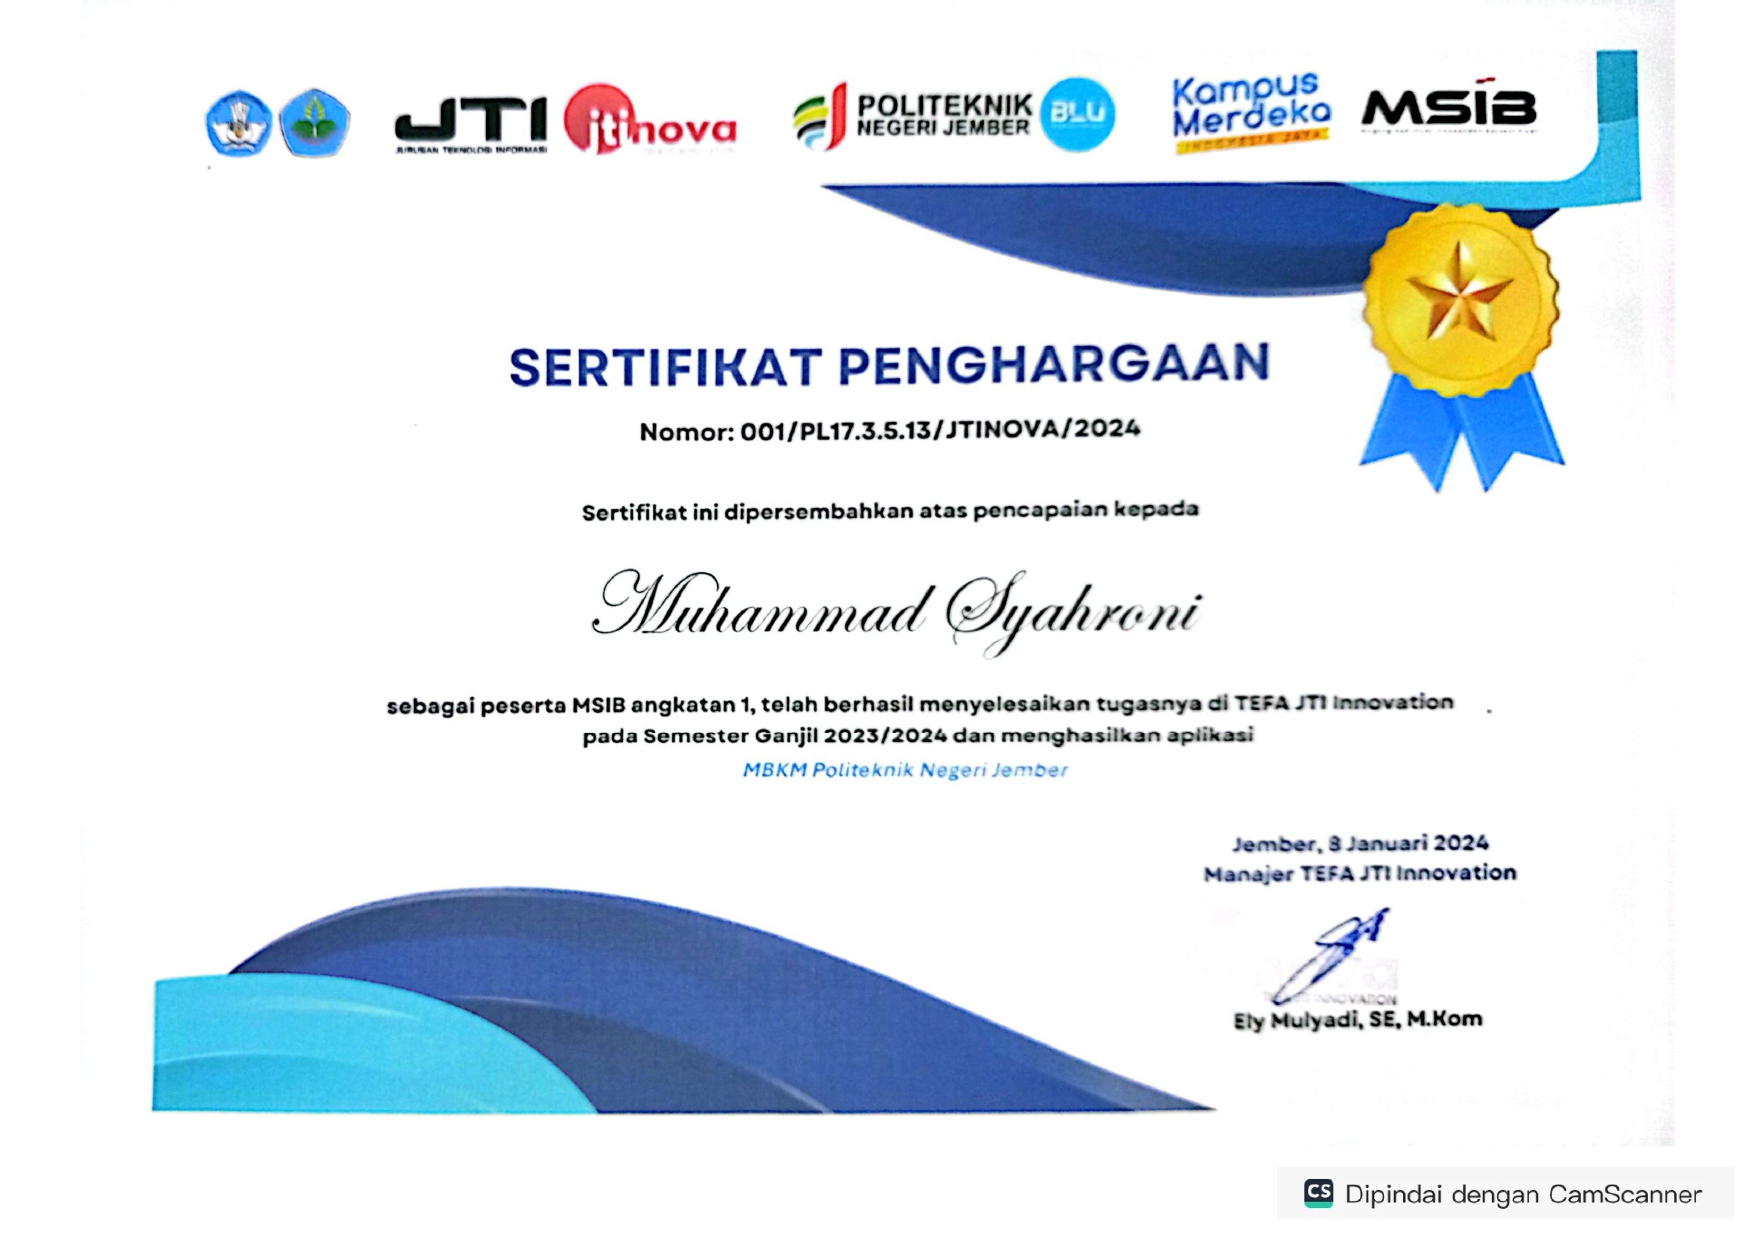 JTI
JURUSAN TEKNOLOGI INFORMASI
jtinova
POLITEKNIK
NEGERI JEMBER
BLU
Kampus
Merdeka
INDONESIA JAYA
MSIB
SERTIFIKAT PENGHARGAAN
Nomor: 001/PL17.3.5.13/JTINOVA/2024
Sertifikat ini dipersembahkan atas pencapaian kepada
Muhammad Syahroni
sebagai peserta MSIB angkatan 1, telah berhasil menyelesaikan tugasnya di TEFA JTI Innovation
pada Semester Ganjil 2023/2024 dan menghasilkan aplikasi
MBKM Politeknik Negeri Jember
Jember, 8 Januari 2024
Manajer TEFA JTI Innovation
INNOVATION
Ely Mulyadi, SE, M.Kom
CS Dipindai dengan CamScanner